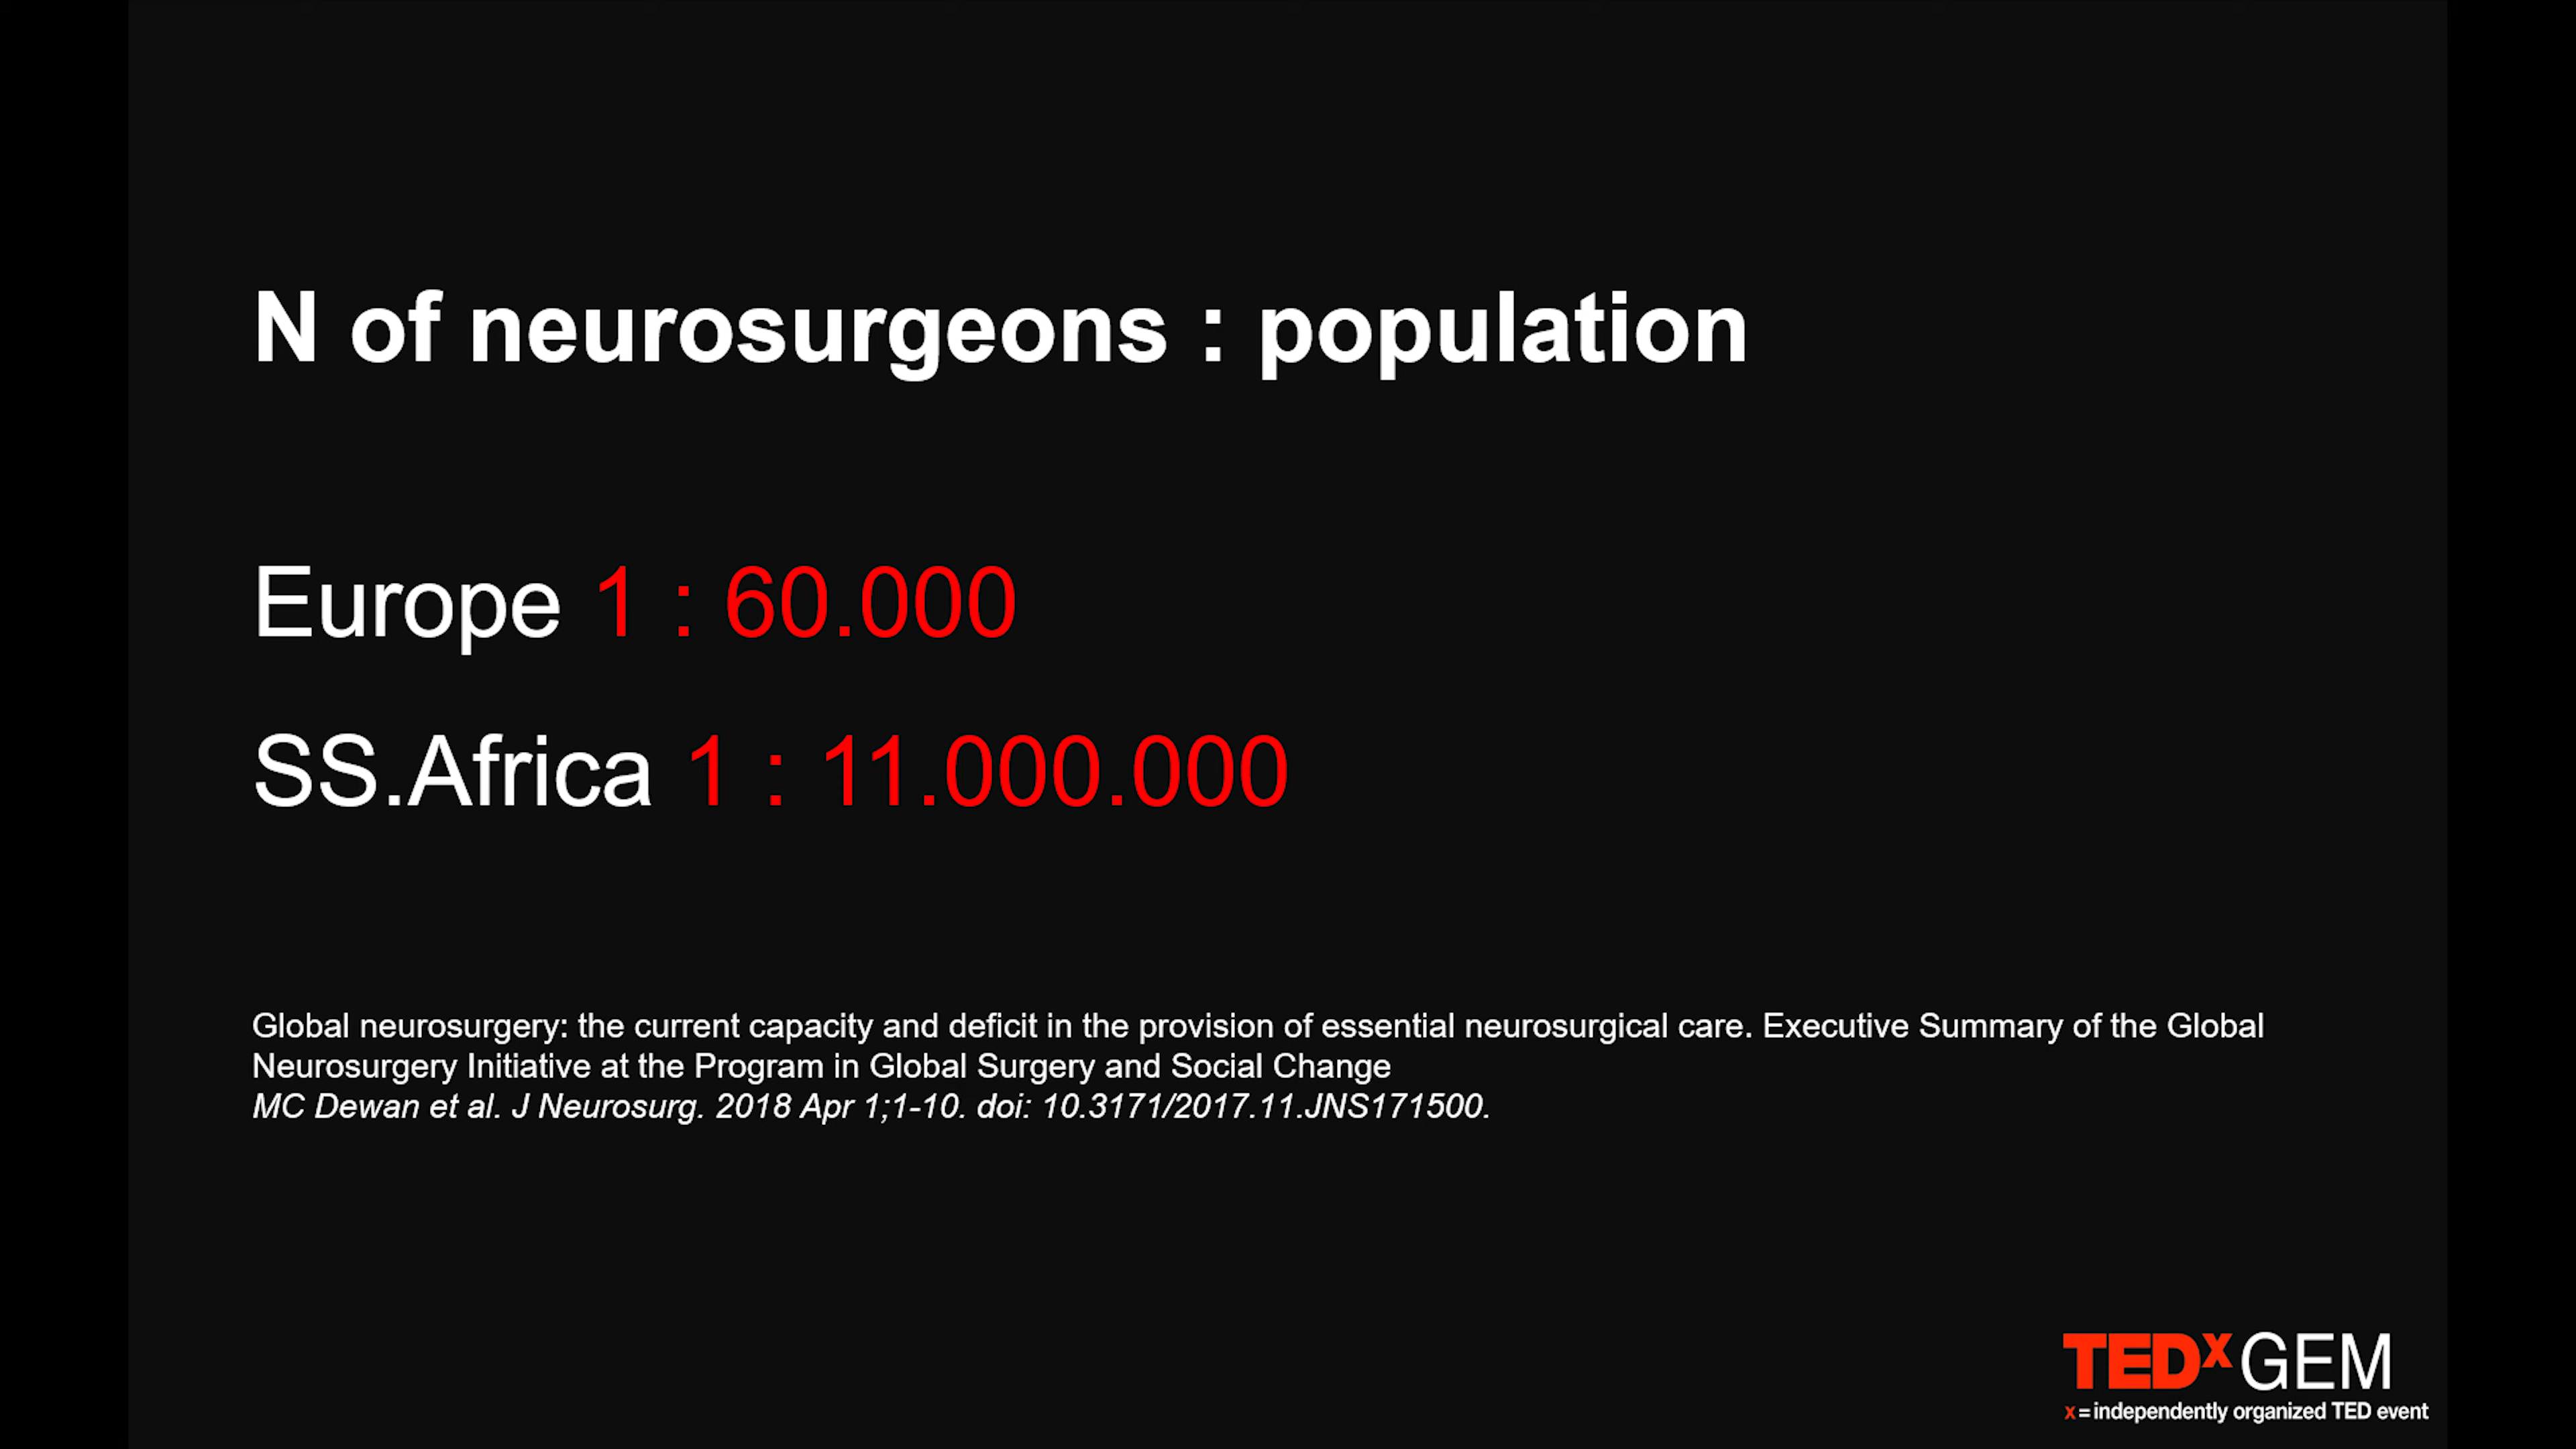 N of neurosurgeons : population
Europe 1 : 60.000
SS.Africa 1 : 11.000.000
Global neurosurgery: the current capacity and deficit in the provision of essential neurosurgical care. Executive Summary of the Global
Neurosurgery Initiative at the Program in Global Surgery and Social Change
MC Dewan et al. J Neurosurg. 2018 Apr 1;1-10. doi: 10.3171/2017.11.JNS171500.
TEDx GEM
x = independently organized TED event